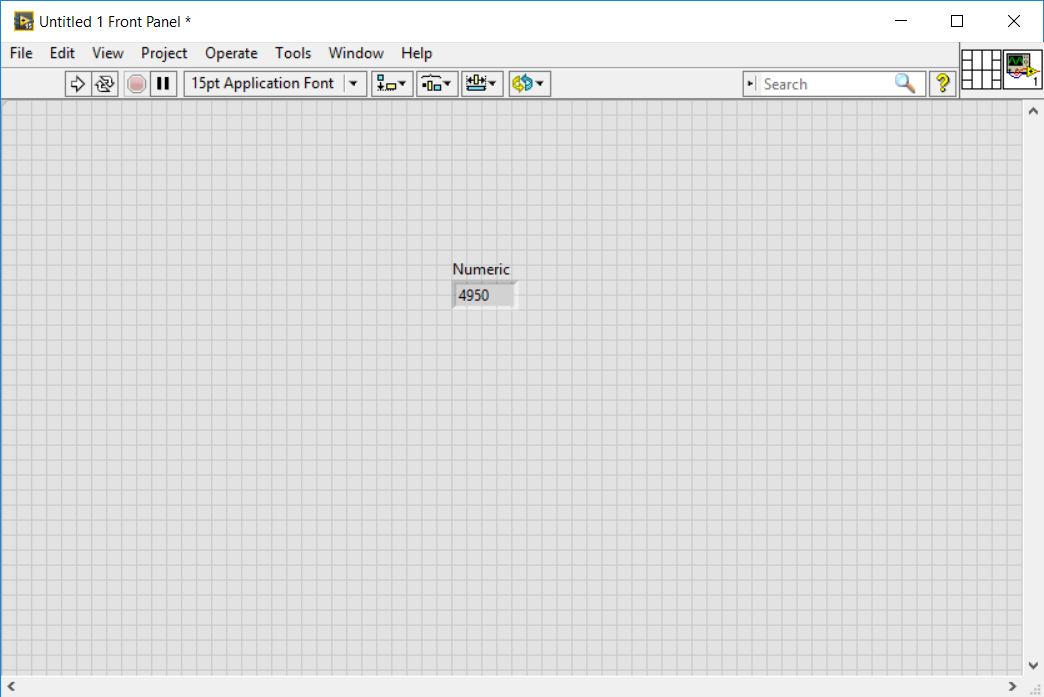 Untitled 1 Front Panel *
File Edit View Project Operate Tools Window Help
15pt Application Font Search ? 1
Numeric
4950